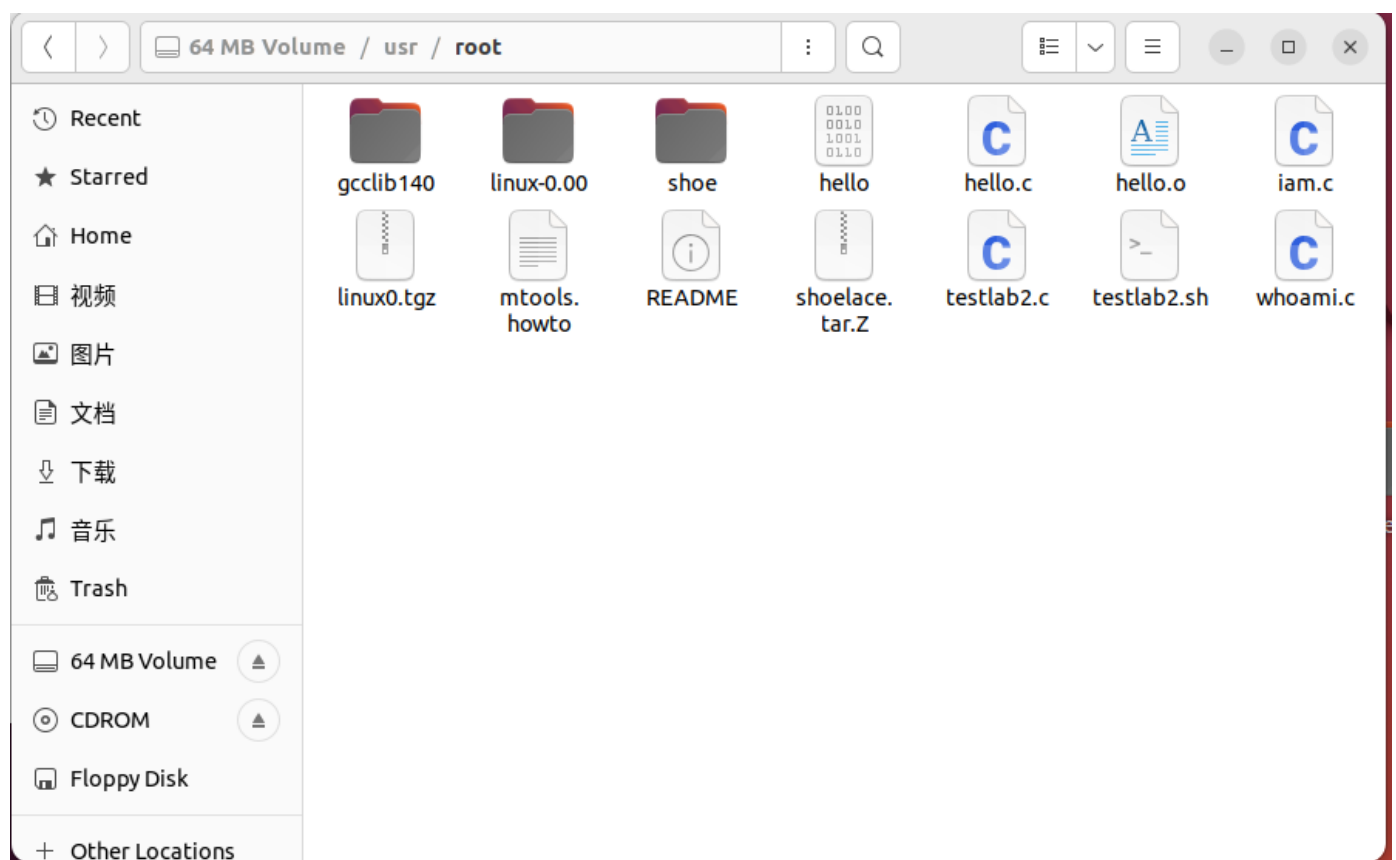 64 MB Volume / usr / root
Recent
Starred
Home
视频
图片
文档
下载
音乐
Trash
64 MB Volume
CDROM
Floppy Disk
+ Other Locations
gcclib140
linux-0.00
shoe
0100
0010
1001
0110
hello
C
hello.c
A
hello.o
C
iam.c
linux0.tgz
mtools.
howto
i
README
shoelace.
tar.Z
C
testlab2.c
>_
testlab2.sh
C
whoami.c